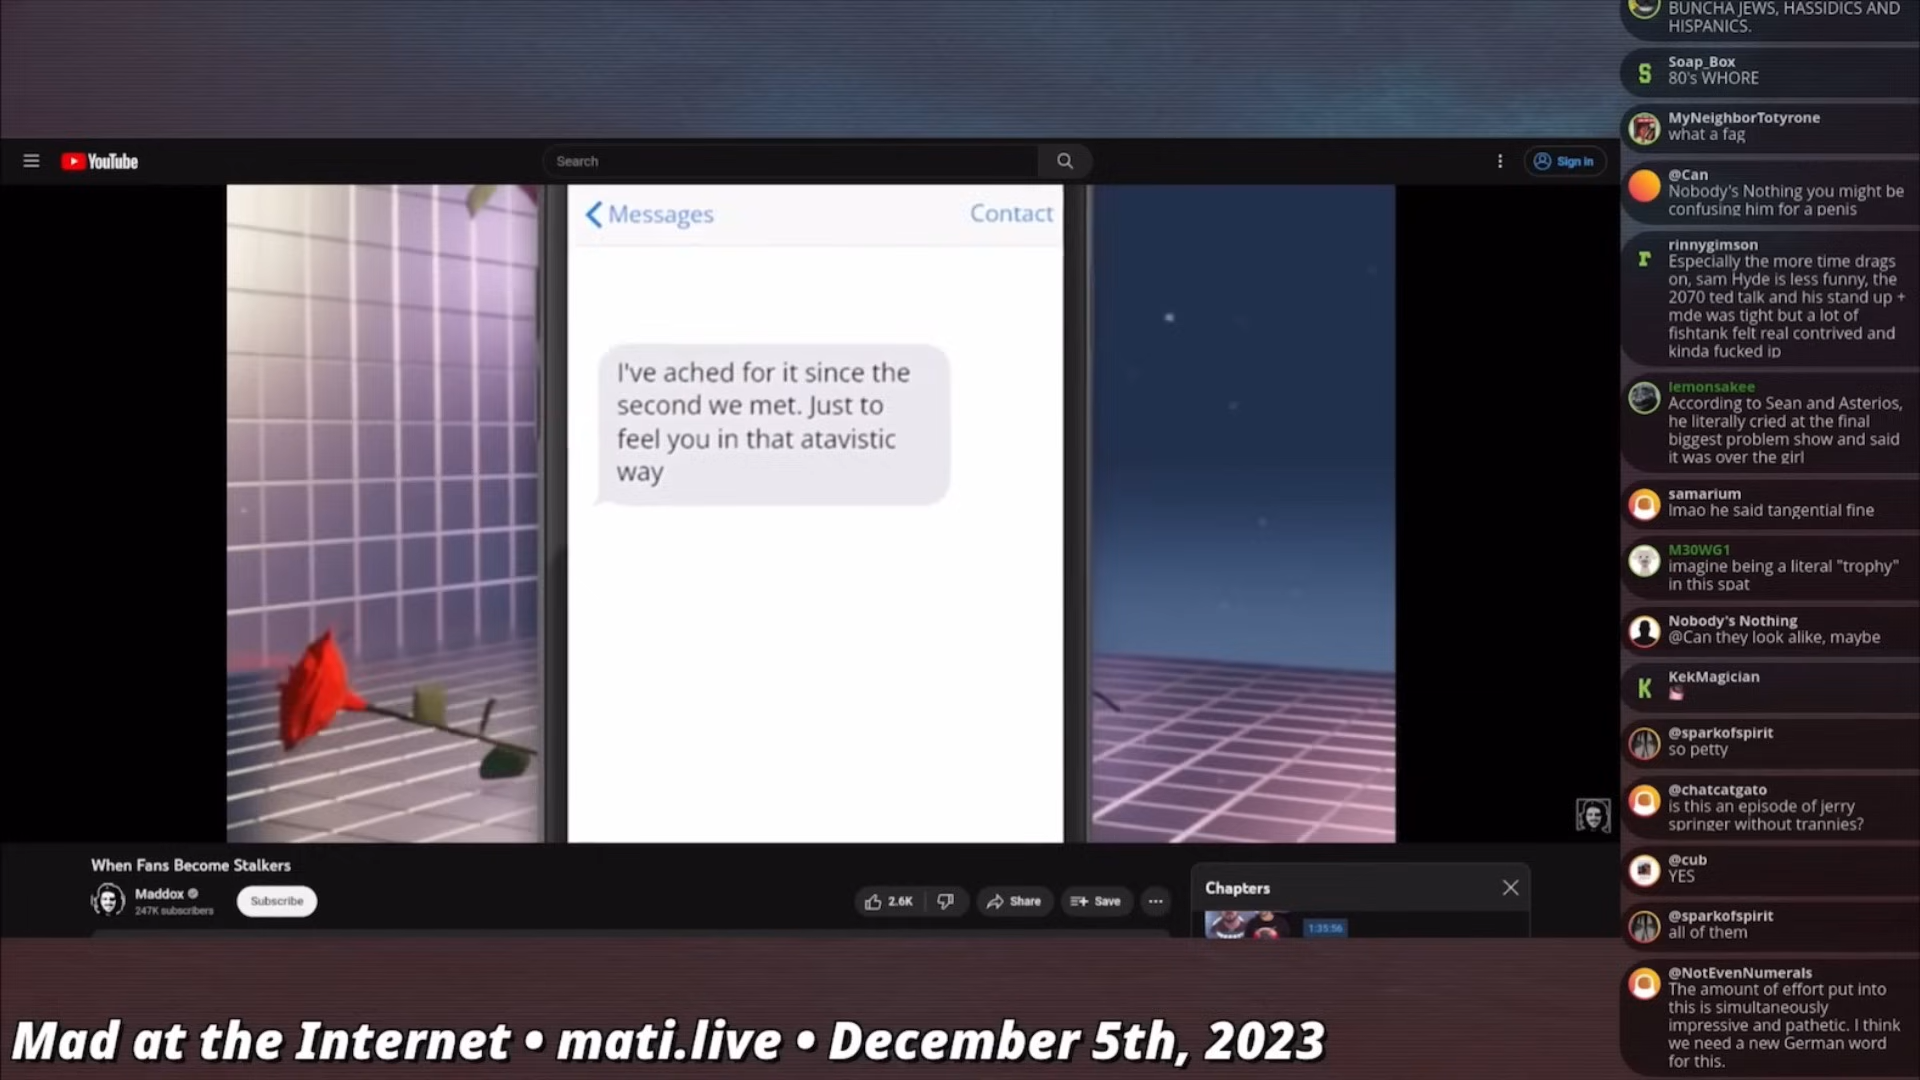 YouTube
Search
Sign in
Messages
Contact
I've ached for it since the
second we met. Just to
feel you in that atavistic
way
When Fans Become Stalkers
Maddox
247K subscribers
Subscribe
2.6K
Share
Save
Chapters
1:35:56
Mad at the Internet • mati.live • December 5th, 2023
BUNCHA JEWS, HASSIDICS AND
HISPANICS.
S
Soap_Box
80's WHORE
MyNeighborTotyrone
what a fag
@Can
Nobody's Nothing you might be
confusing him for a penis
r
rinnygimson
Especially the more time drags
on, sam Hyde is less funny, the
2070 ted talk and his stand up +
mde was tight but a lot of
fishtank felt real contrived and
kinda fucked ip
lemonsakee
According to Sean and Asterios,
he literally cried at the final
biggest problem show and said
it was over the girl
samarium
lmao he said tangential fine
M30WG1
imagine being a literal "trophy"
in this spat
Nobody's Nothing
@Can they look alike, maybe
K
KekMagician
@sparkofspirit
so petty
@chatcatgato
is this an episode of jerry
springer without trannies?
@cub
YES
@sparkofspirit
all of them
@NotEvenNumerals
The amount of effort put into
this is simultaneously
impressive and pathetic. I think
we need a new German word
for this.